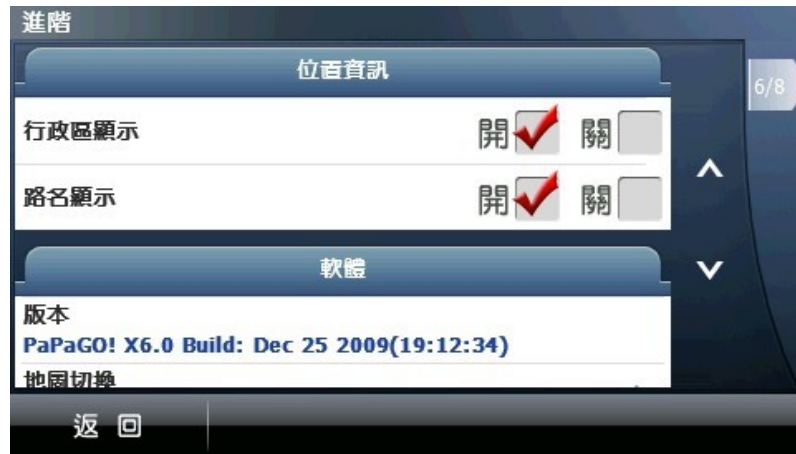 進階
位置資訊
6/8
行政區顯示 開 關
路名顯示 開 關
軟體
版本
PaPaGO! X6.0 Build: Dec 25 2009(19:12:34)
地圖切換
返回